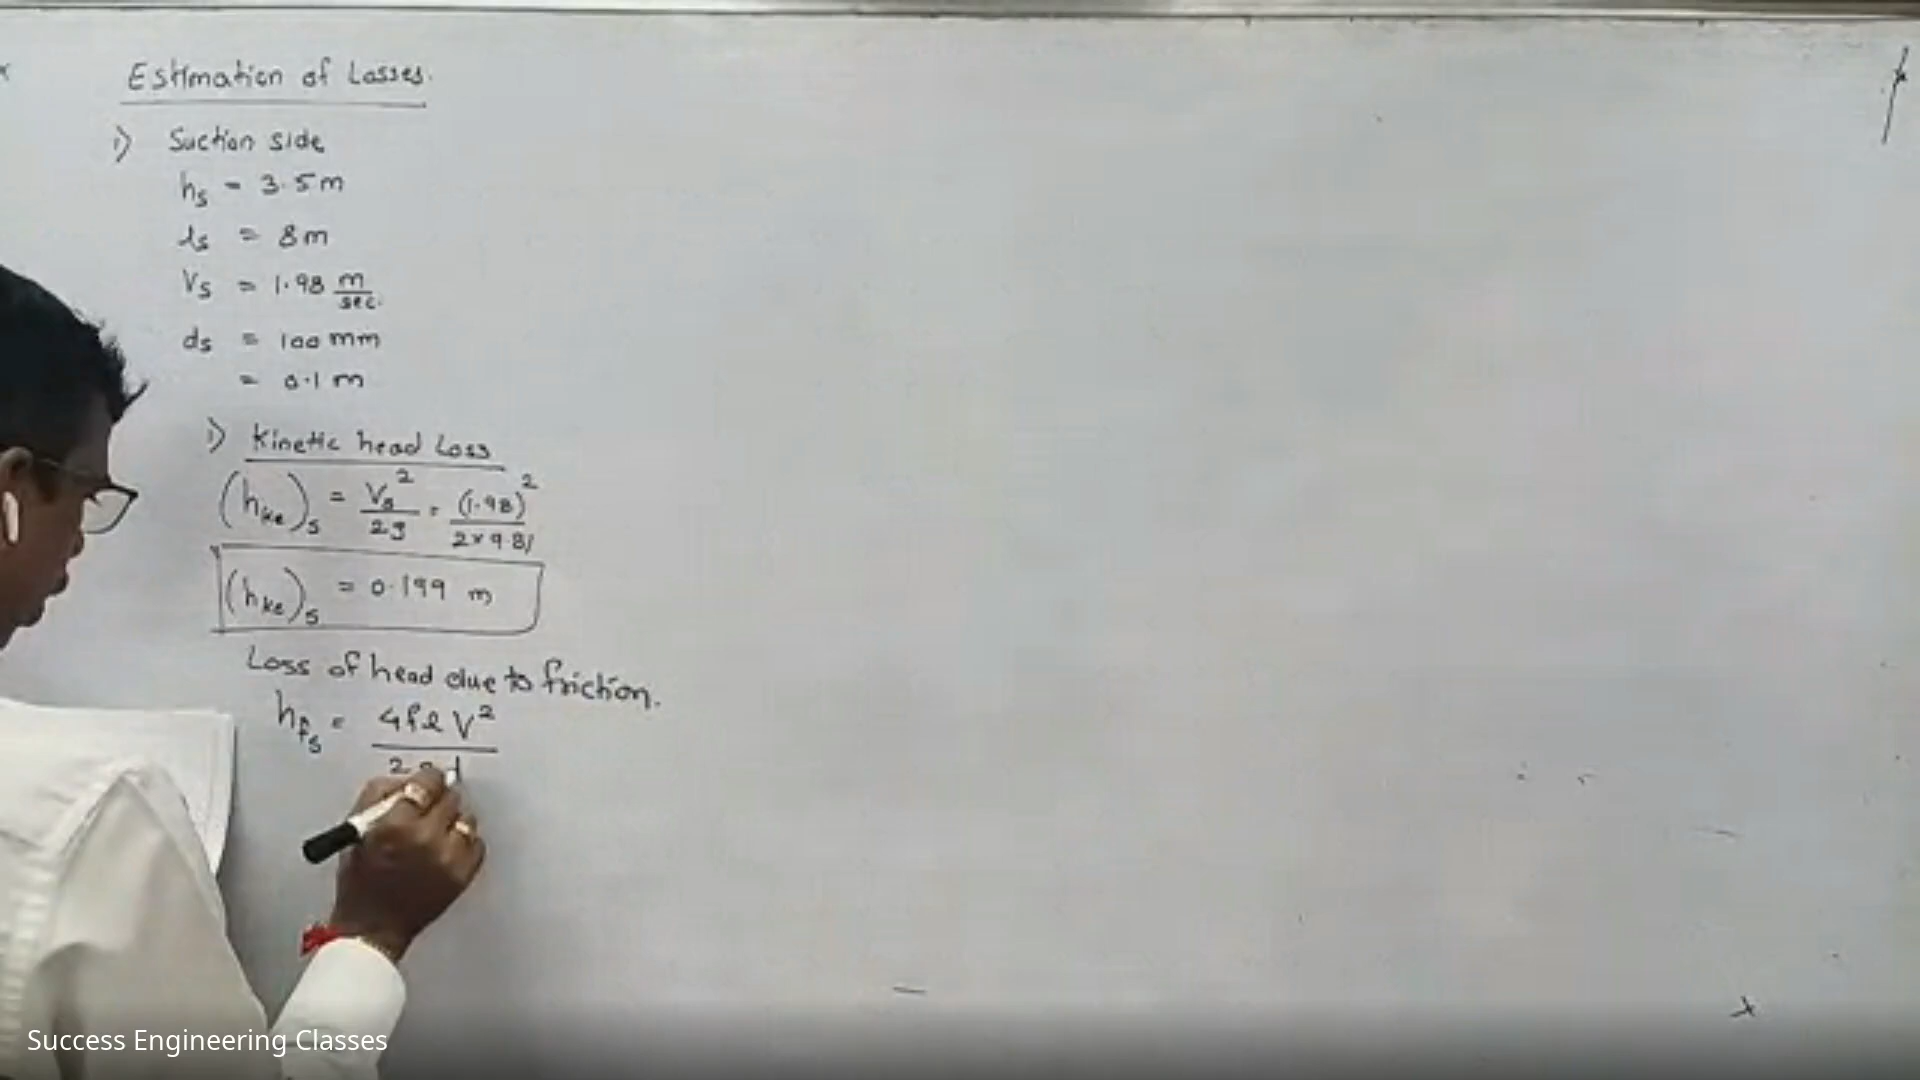 Estimation of Losses.
i) Suction side
hs = 3.5m
ls = 8m
Vs = 1.98 m/sec.
ds = 100 mm
= 0.1 m
i) Kinetic head Loss
(hke)s = Vs²/2g = (1.98)²/2×9.81
(hke)s = 0.199 m
Loss of head due to friction.
hfs = 4flV²/2gd
Success Engineering Classes